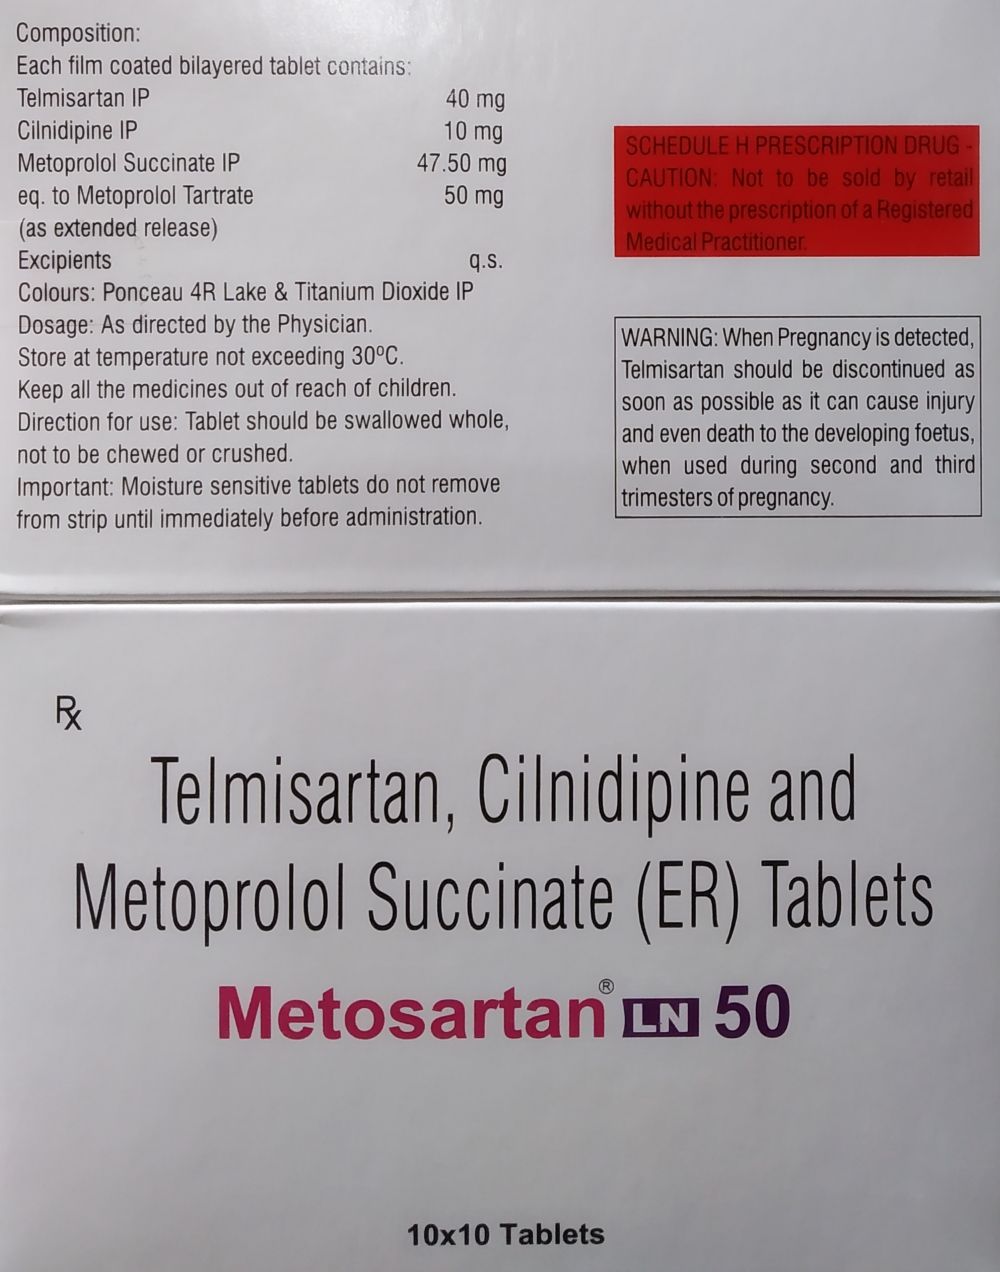 Composition:
Each film coated bilayered tablet contains:
Telmisartan IP 40 mg
Cilnidipine IP 10 mg
Metoprolol Succinate IP 47.50 mg
eq. to Metoprolol Tartrate 50 mg
(as extended release)
Excipients q.s.
Colours: Ponceau 4R Lake & Titanium Dioxide IP
Dosage: As directed by the Physician.
Store at temperature not exceeding 30ºC.
Keep all the medicines out of reach of children.
Direction for use: Tablet should be swallowed whole,
not to be chewed or crushed.
Important: Moisture sensitive tablets do not remove
from strip until immediately before administration.
SCHEDULE H PRESCRIPTION DRUG -
CAUTION: Not to be sold by retail
without the prescription of a Registered
Medical Practitioner.
WARNING: When Pregnancy is detected,
Telmisartan should be discontinued as
soon as possible as it can cause injury
and even death to the developing foetus,
when used during second and third
trimesters of pregnancy.
Rx
Telmisartan, Cilnidipine and
Metoprolol Succinate (ER) Tablets
Metosartan® LN 50
10x10 Tablets